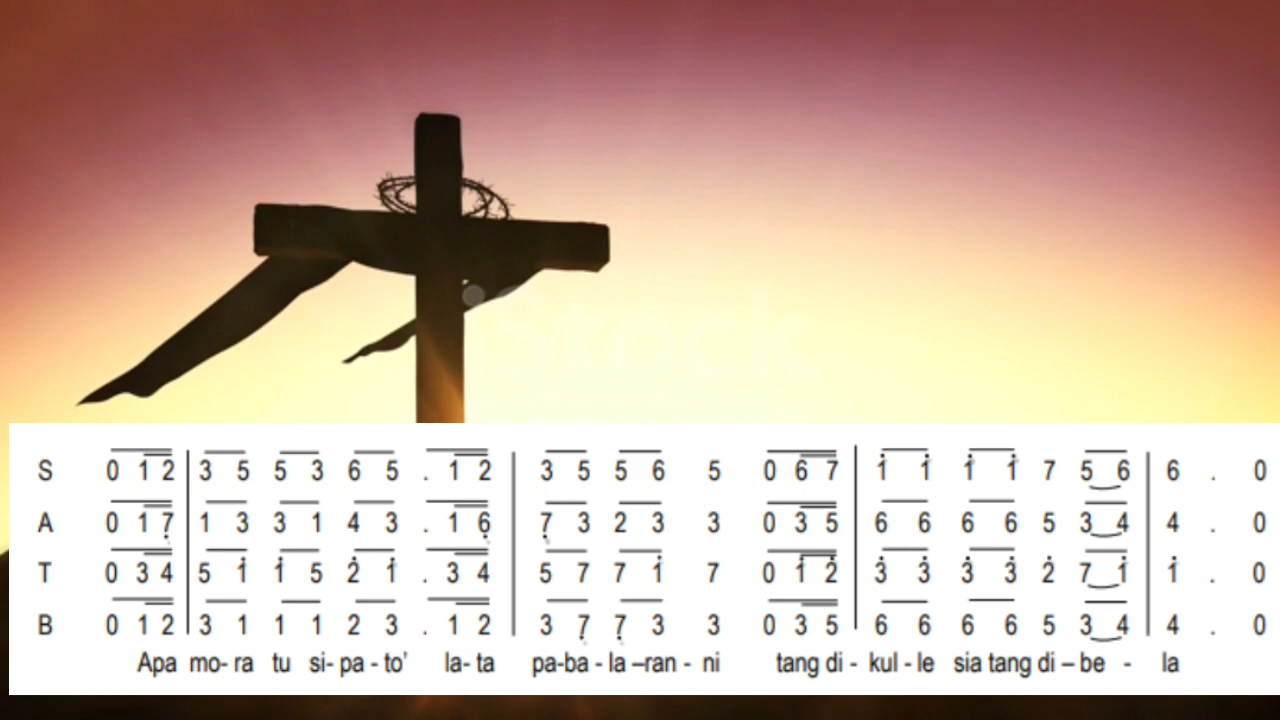 iStock
S 0 1 2 | 3 5 5 3 6 5 . 1 2 | 3 5 5 6 5 0 6 7 | 1̇ 1̇ 1̇ 1̇ 7 5 6 | 6 . 0
A 0 1 7̣ | 1 3 3 1 4 3 . 1 6̣ | 7̣ 3 2 3 3 0 3 5 | 6 6 6 6 5 3 4 | 4 . 0
T 0 3 4 | 5 1̇ 1̇ 5 2̇ 1̇ . 3 4 | 5 7 7 1̇ 7 0 1̇ 2̇ | 3̇ 3̇ 3̇ 3̇ 2̇ 7 1̇ | 1̇ . 0
B 0 1 2 | 3 1 1 1 2 3 . 1 2 | 3 7̣ 7̣ 3 3 0 3 5 | 6 6 6 6 5 3 4 | 4 . 0
Apa mo- ra tu si- pa - to' la- ta pa-ba - la –ran - ni tang di - kul - le sia tang di – be - la